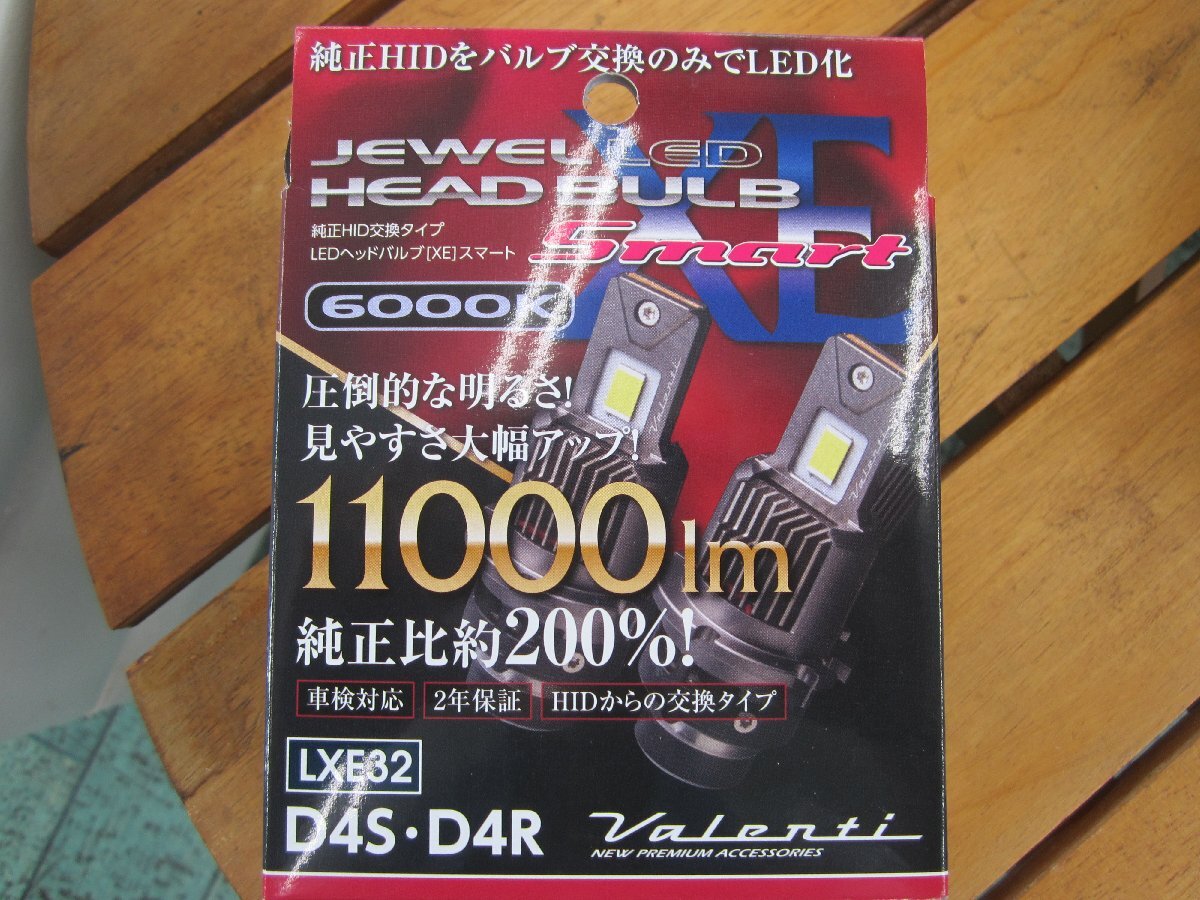 純正HIDをバルブ交換のみでLED化
XE
JEWEL LED
HEAD BULB
純正HID交換タイプ
LEDヘッドバルブ[XE]スマート
Smart
6000K
圧倒的な明るさ!
見やすさ大幅アップ!
11000lm
純正比約200%!
車検対応 2年保証 HIDからの交換タイプ
LXE32
D4S・D4R
Valenti
NEW PREMIUM ACCESSORIES
Valenti
Valenti